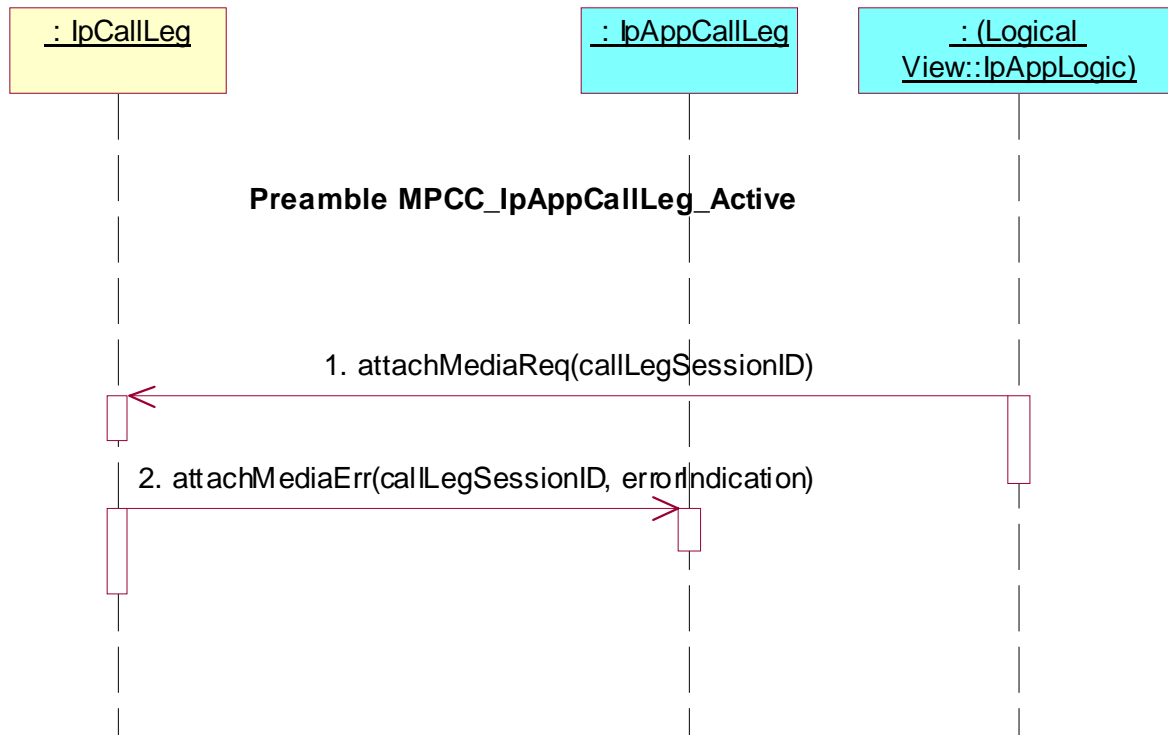 : IpCallLeg
: IpAppCallLeg
: (Logical
View::IpAppLogic)
Preamble MPCC_IpAppCallLeg_Active
1. attachMediaReq(callLegSessionID)
2. attachMediaErr(callLegSessionID, errorIndication)